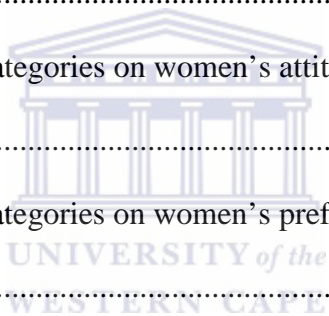 ................................................
ategories on women's attit
................................................
ategories on women's pref
UNIVERSITY of the
................................................
WESTERN CAPE